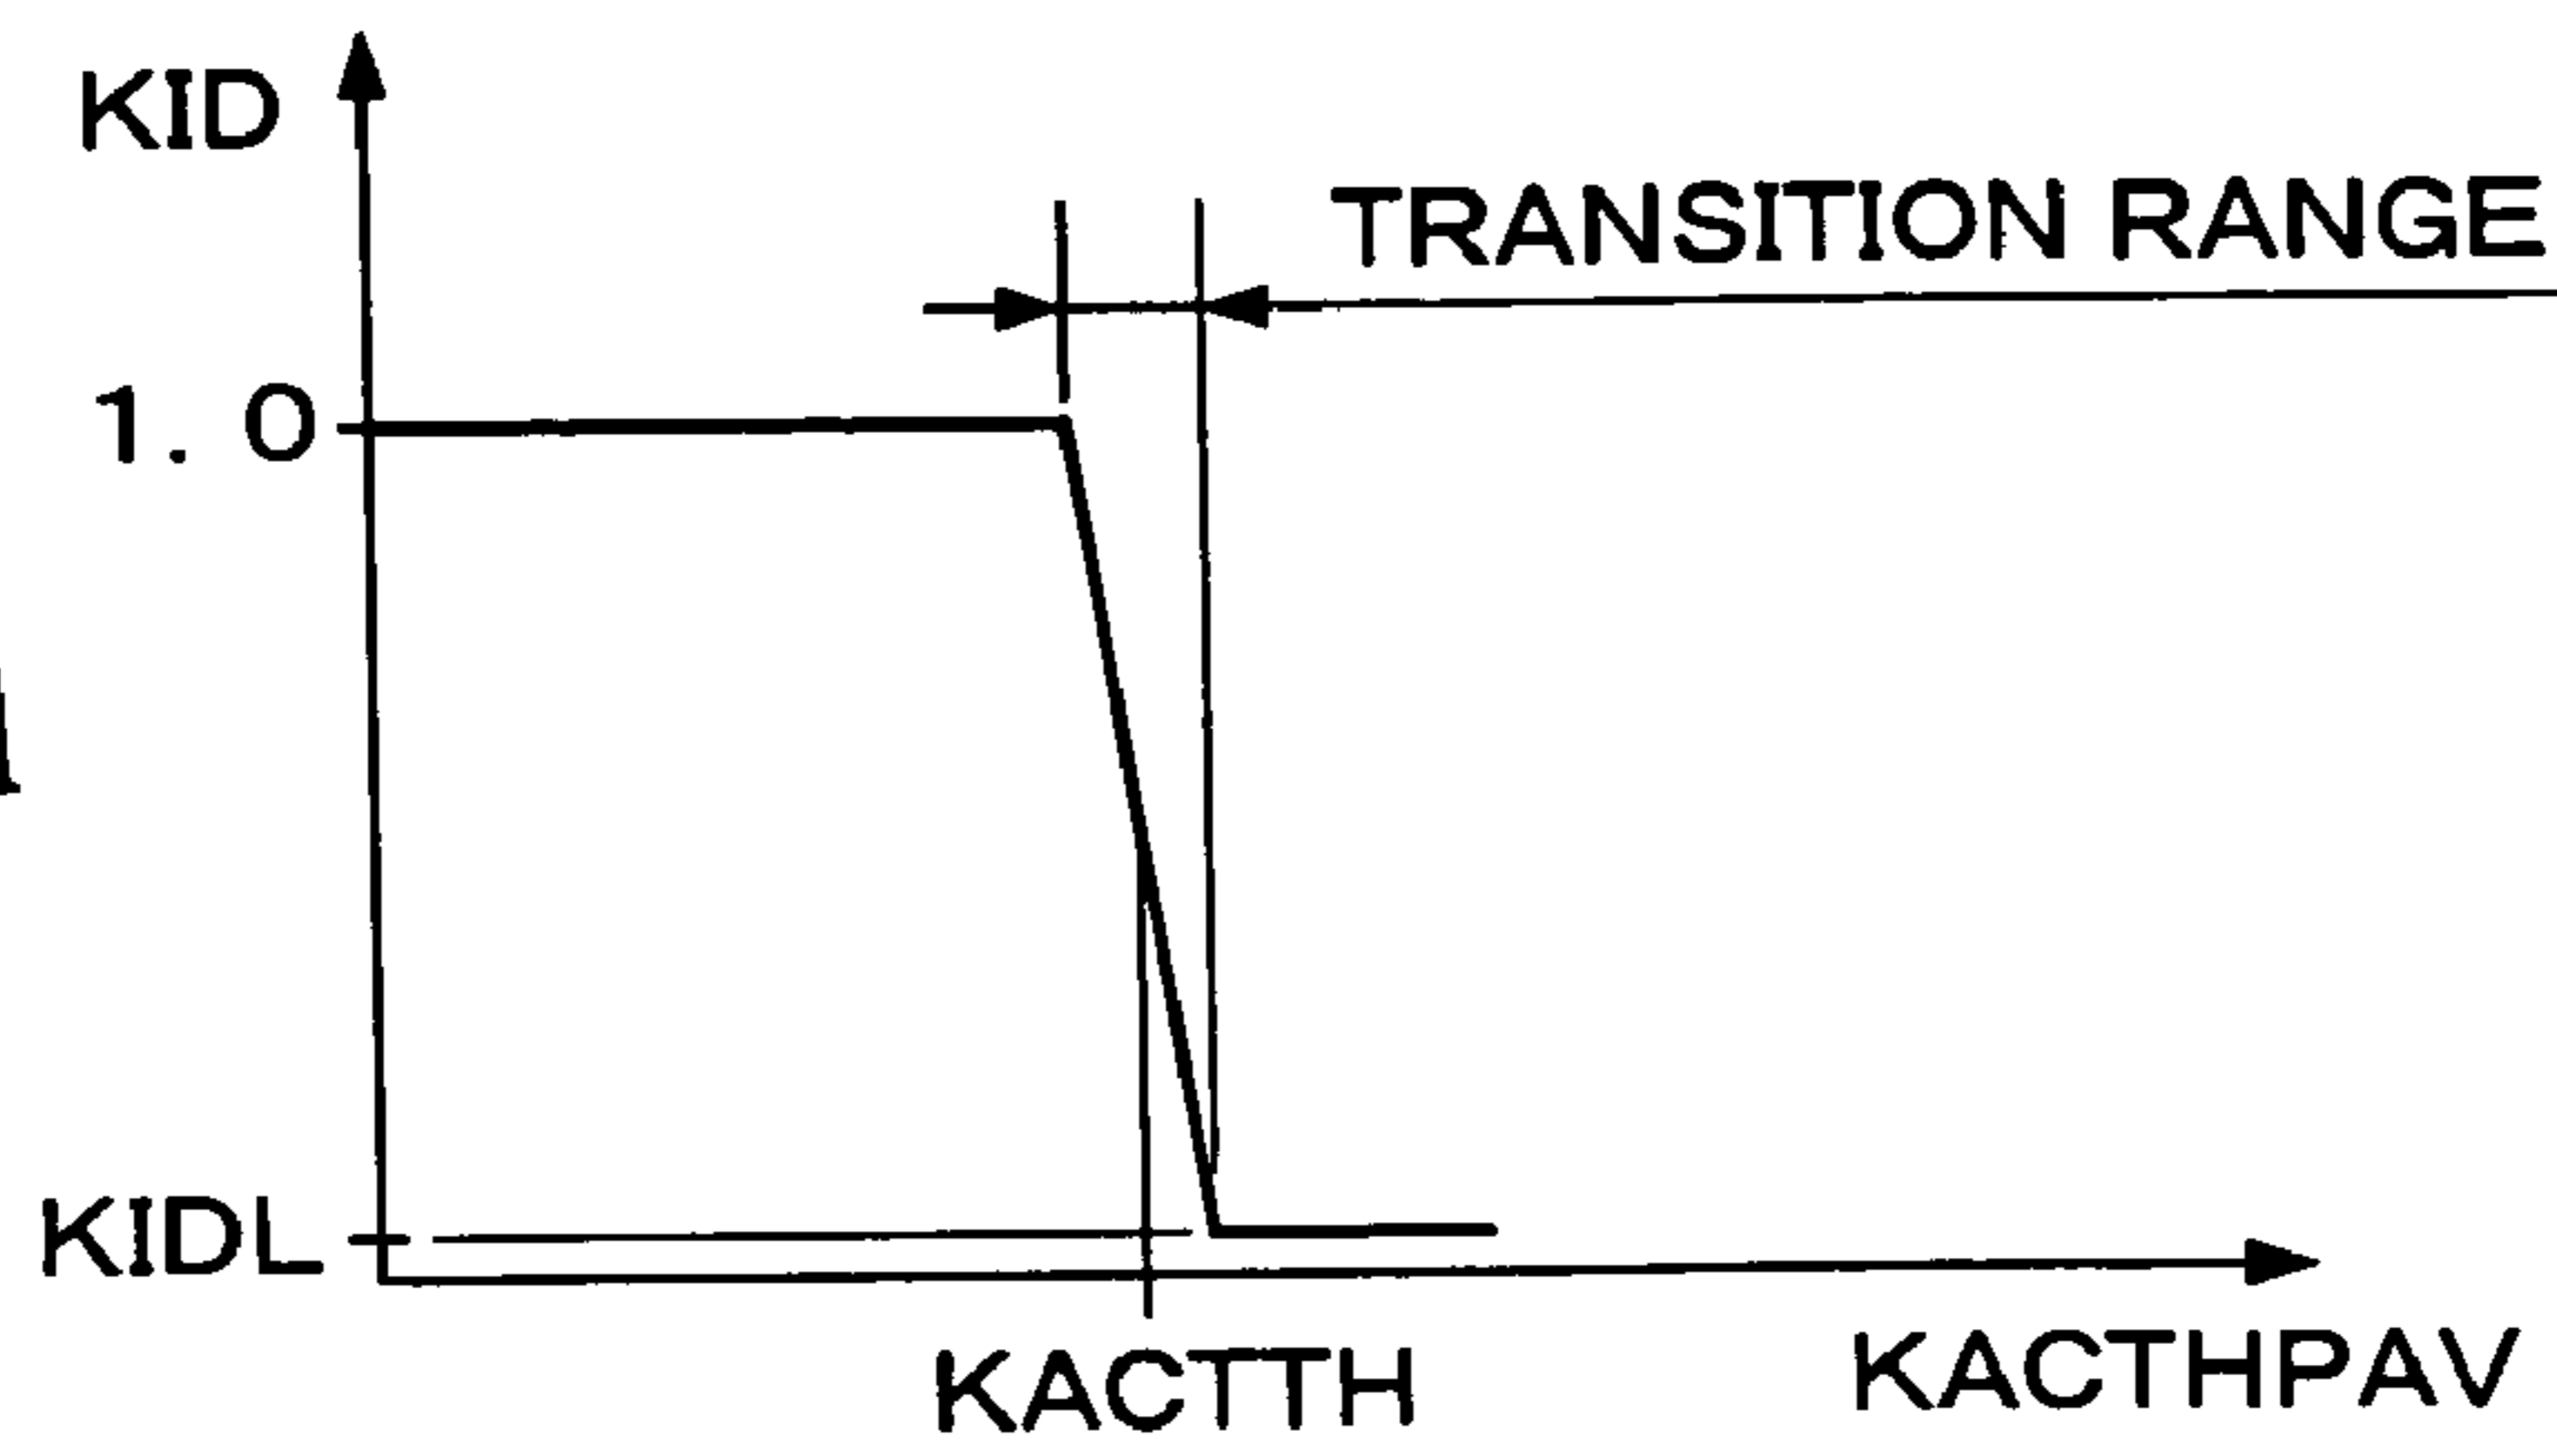 KID
TRANSITION RANGE
1. 0
KIDL
KACTTH
KACTHPAV